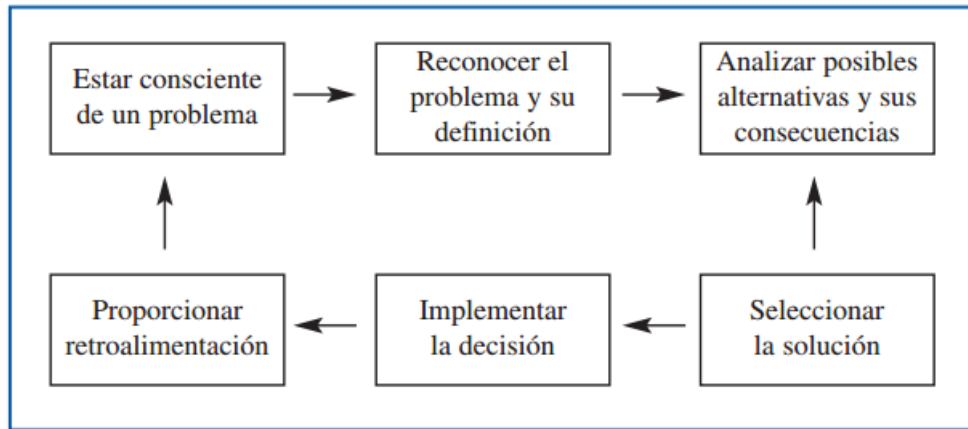 Estar consciente
de un problema
Reconocer el
problema y su
definición
Analizar posibles
alternativas y sus
consecuencias
Proporcionar
retroalimentación
Implementar
la decisión
Seleccionar
la solución